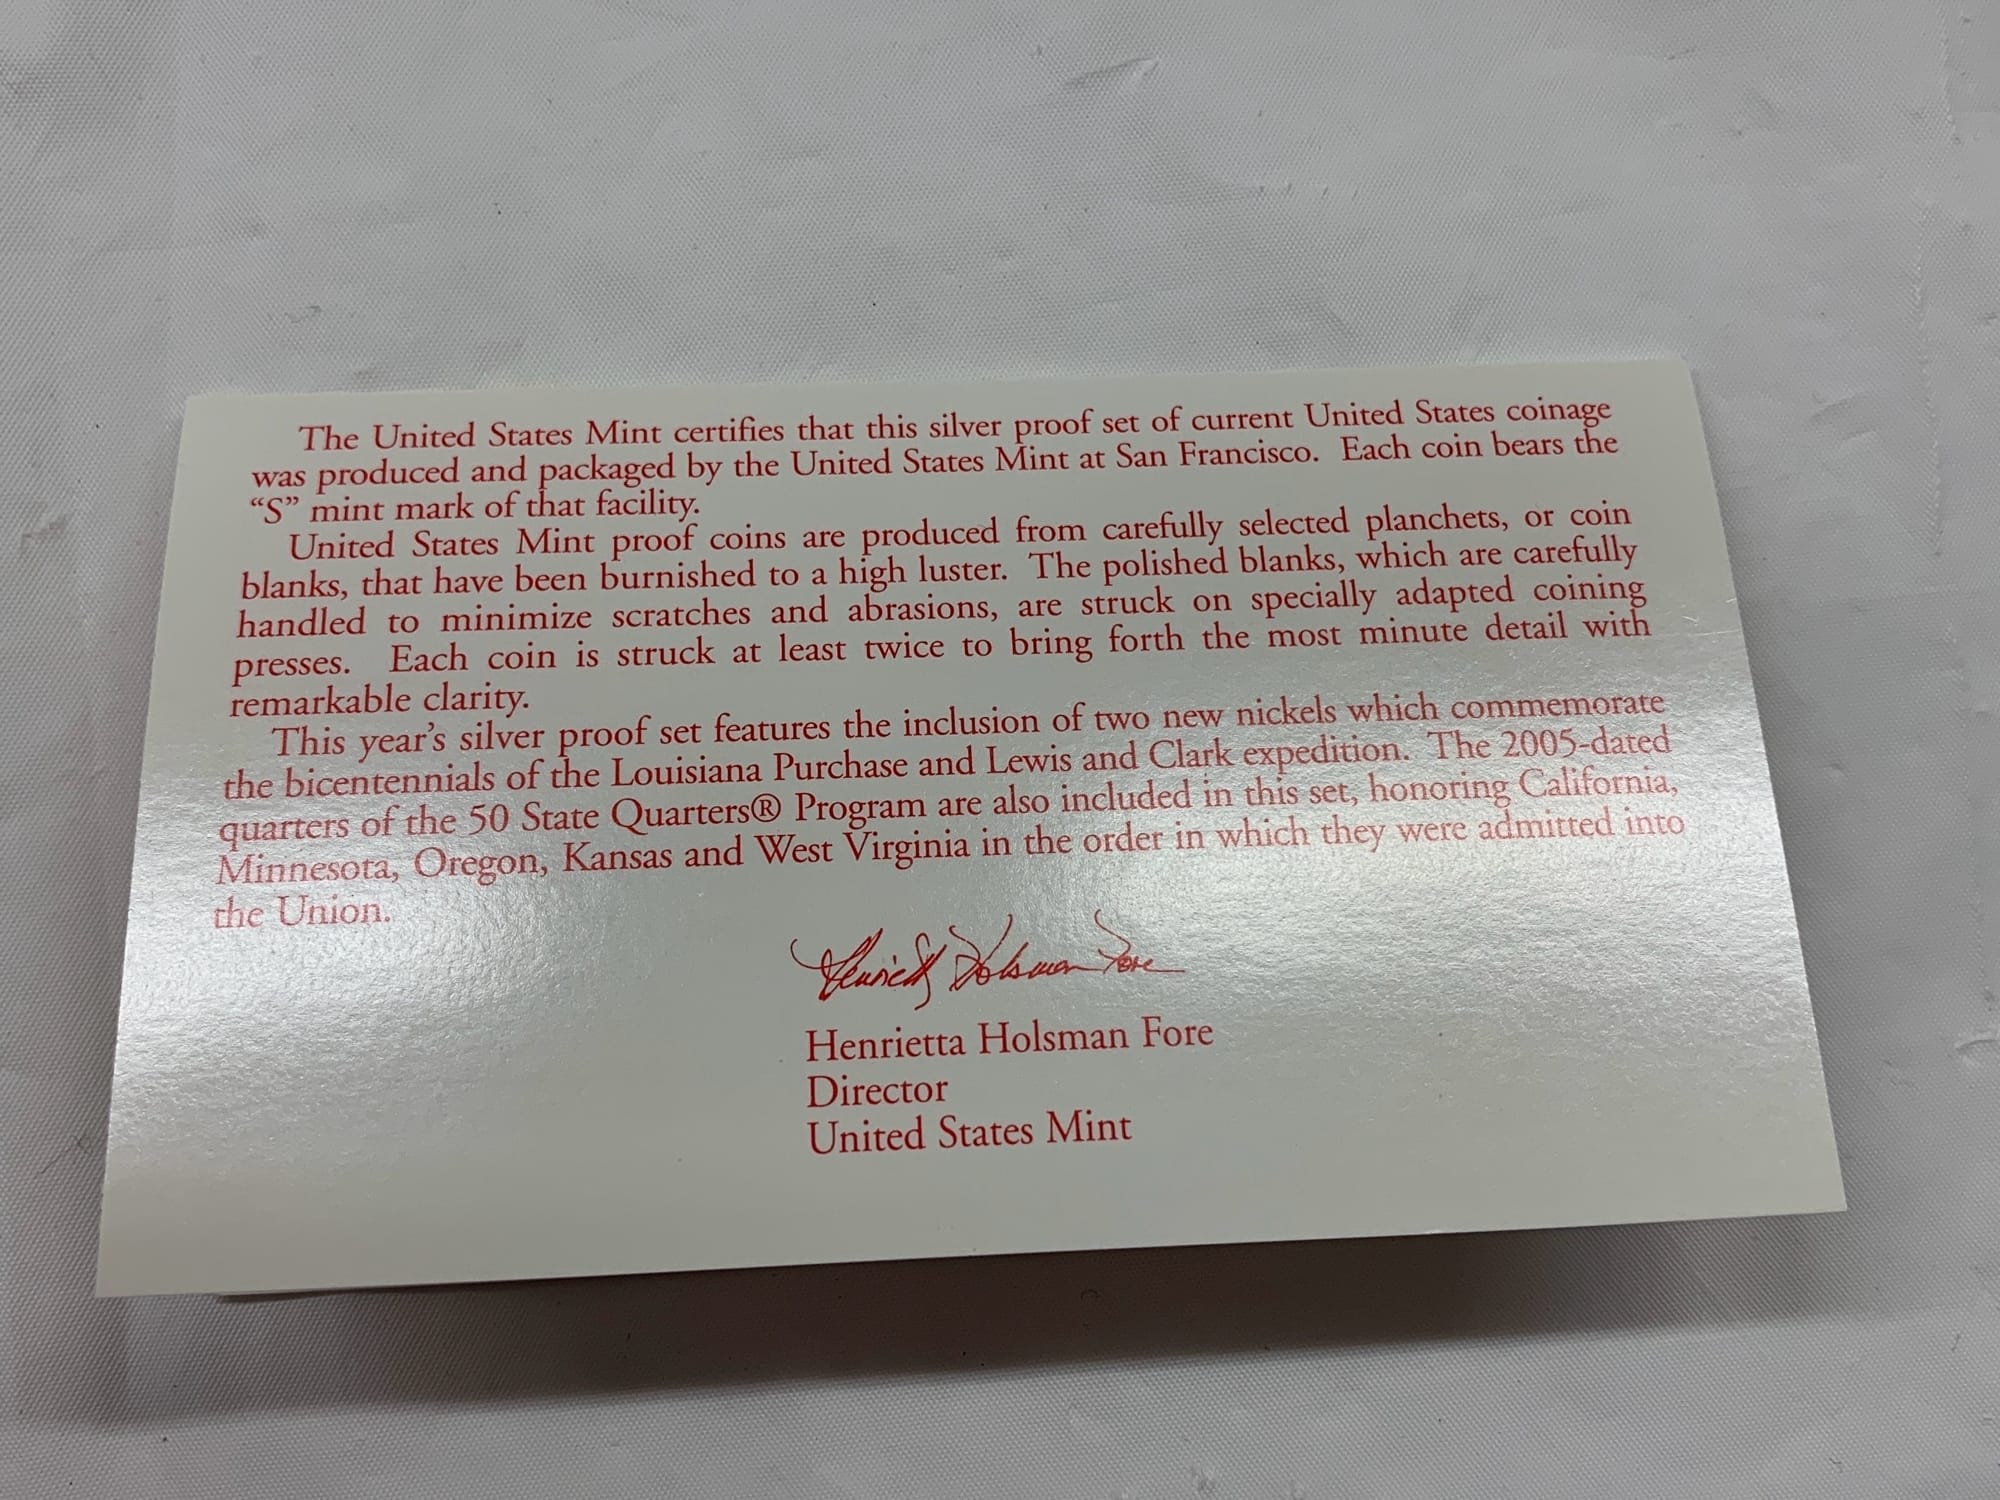 The United States Mint certifies that this silver proof set of current United States coinage
was produced and packaged by the United States Mint at San Francisco. Each coin bears the
“S” mint mark of that facility.
United States Mint proof coins are produced from carefully selected planchets, or coin
blanks, that have been burnished to a high luster. The polished blanks, which are carefully
handled to minimize scratches and abrasions, are struck on specially adapted coining
presses. Each coin is struck at least twice to bring forth the most minute detail with
remarkable clarity.
This year’s silver proof set features the inclusion of two new nickels which commemorate
the bicentennials of the Louisiana Purchase and Lewis and Clark expedition. The 2005-dated
quarters of the 50 State Quarters® Program are also included in this set, honoring California,
Minnesota, Oregon, Kansas and West Virginia in the order in which they were admitted into
the Union.
Henrietta Holsman Fore
Henrietta Holsman Fore
Director
United States Mint